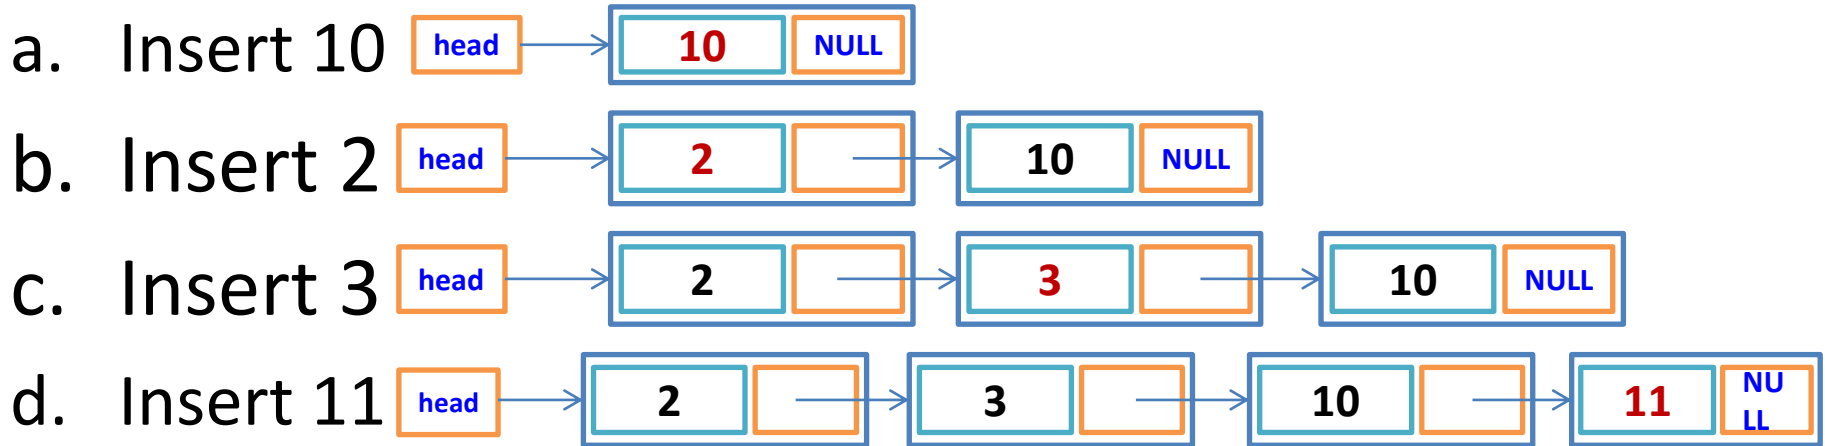 a. Insert 10 head 10 NULL
b. Insert 2 head 2 10 NULL
c. Insert 3 head 2 3 10 NULL
d. Insert 11 head 2 3 10 11 NU
LL